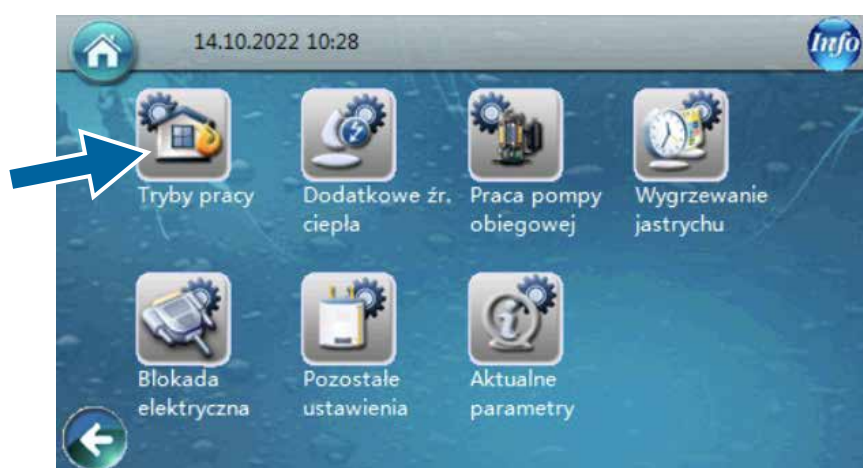 14.10.2022 10:28
Info
Tryby pracy
Dodatkowe źr.
ciepła
Praca pompy
obiegowej
Wygrzewanie
jastrychu
Blokada
elektryczna
Pozostałe
ustawienia
Aktualne
parametry